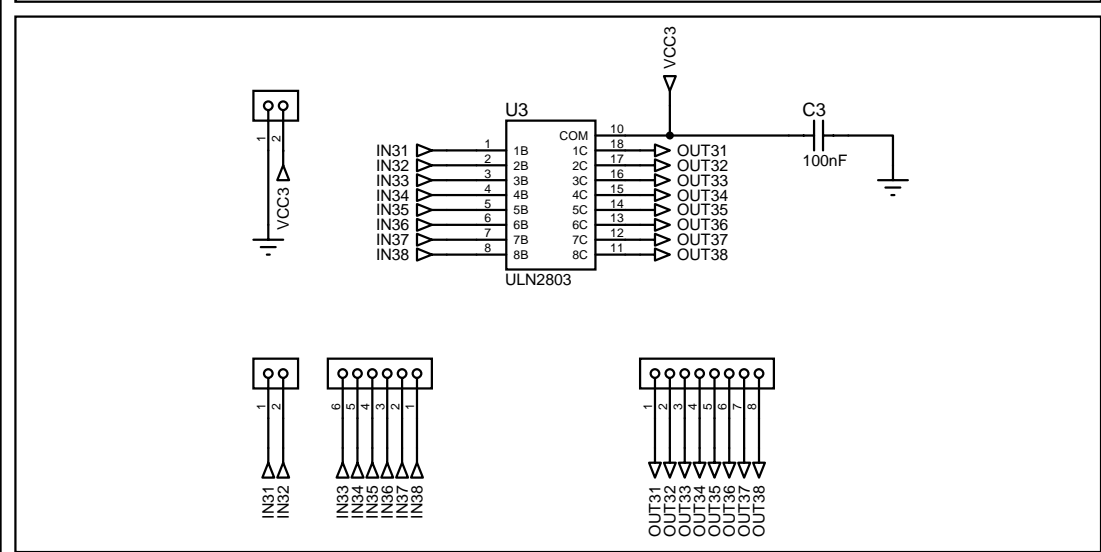 VCC3
U3
C3
COM 10
100nF
1 2
VCC3
IN31 1 1B 1C 18 OUT31
IN32 2 2B 2C 17 OUT32
IN33 3 3B 3C 16 OUT33
IN34 4 4B 4C 15 OUT34
IN35 5 5B 5C 14 OUT35
IN36 6 6B 6C 13 OUT36
IN37 7 7B 7C 12 OUT37
IN38 8 8B 8C 11 OUT38
ULN2803
1 2
IN31 IN32
6 5 4 3 2 1
IN33 IN34 IN35 IN36 IN37 IN38
1 2 3 4 5 6 7 8
OUT31 OUT32 OUT33 OUT34 OUT35 OUT36 OUT37 OUT38